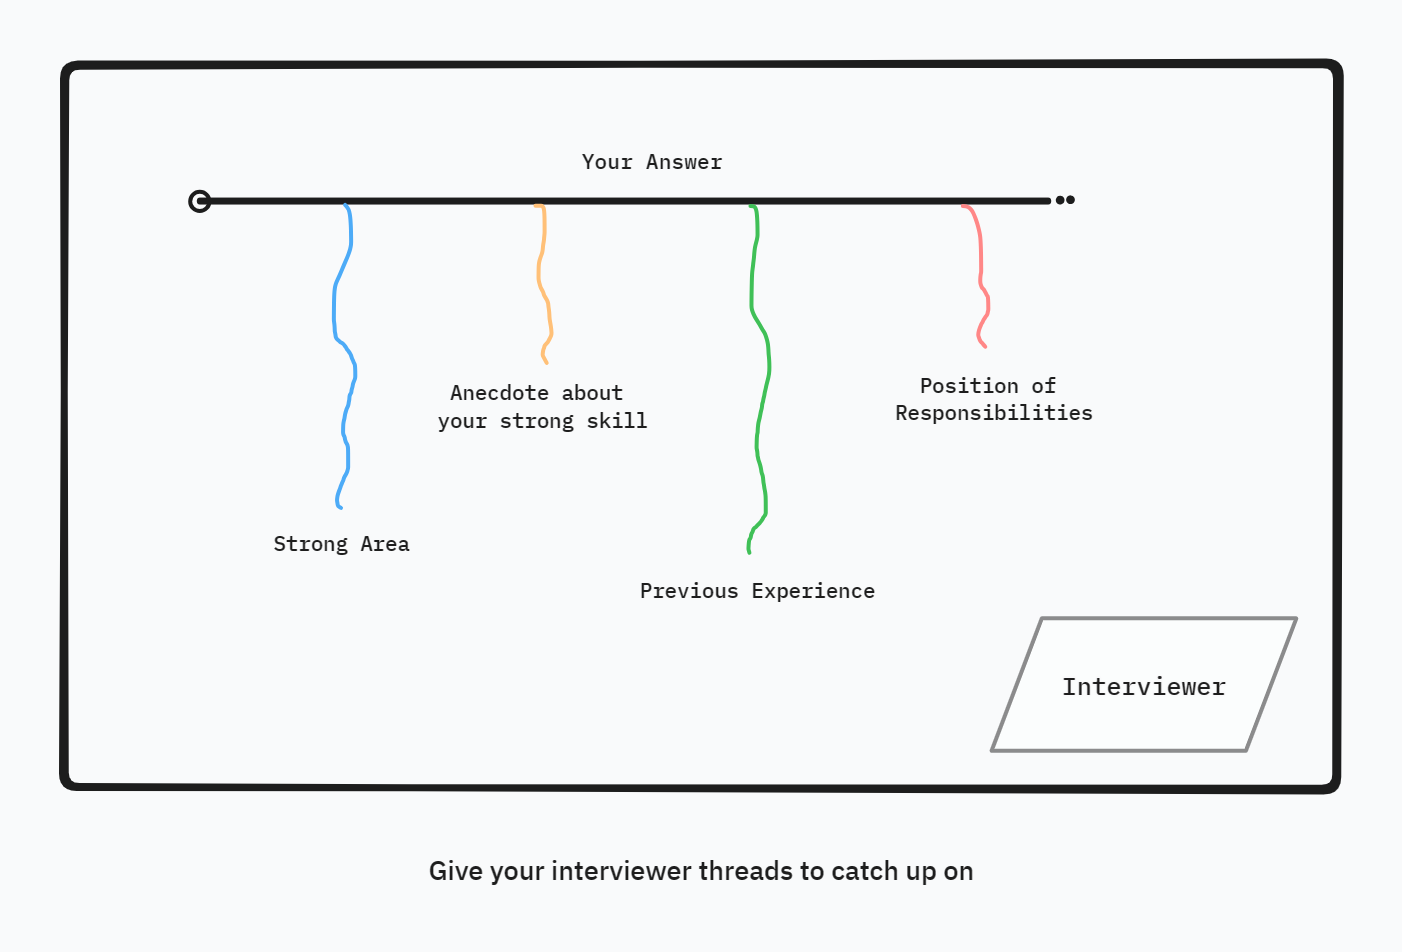 Your Answer
Anecdote about
your strong skill
Position of
Responsibilities
Strong Area
Previous Experience
Interviewer
Give your interviewer threads to catch up on